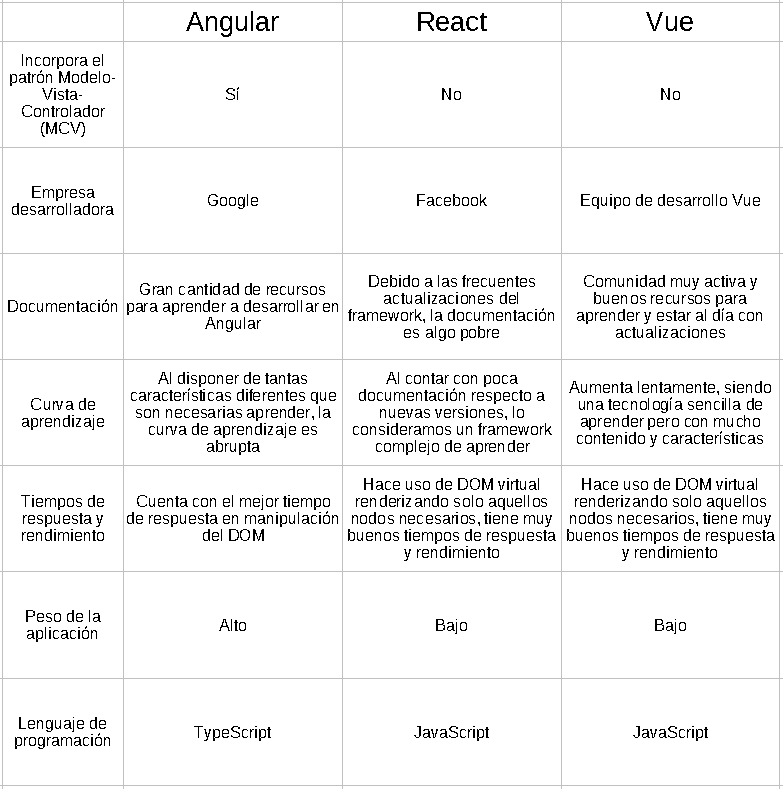 Angular
React
Vue
Incorpora el
patrón Modelo-
Vista-
Controlador
(MCV)
Sí
No
No
Empresa
desarrolladora
Google
Facebook
Equipo de desarrollo Vue
Documentación
Gran cantidad de recursos
para aprender a desarrollar en
Angular
Debido a las frecuentes
actualizaciones del
framework, la documentación
es algo pobre
Comunidad muy activa y
buenos recursos para
aprender y estar al día con
actualizaciones
Curva de
aprendizaje
Al disponer de tantas
características diferentes que
son necesarias aprender, la
curva de aprendizaje es
abrupta
Al contar con poca
documentación respecto a
nuevas versiones, lo
consideramos un framework
complejo de aprender
Aumenta lentamente, siendo
una tecnología sencilla de
aprender pero con mucho
contenido y características
Tiempos de
respuesta y
rendimiento
Cuenta con el mejor tiempo
de respuesta en manipulación
del DOM
Hace uso de DOM virtual
renderizando solo aquellos
nodos necesarios, tiene muy
buenos tiempos de respuesta
y rendimiento
Hace uso de DOM virtual
renderizando solo aquellos
nodos necesarios, tiene muy
buenos tiempos de respuesta
y rendimiento
Peso de la
aplicación
Alto
Bajo
Bajo
Lenguaje de
programación
TypeScript
JavaScript
JavaScript